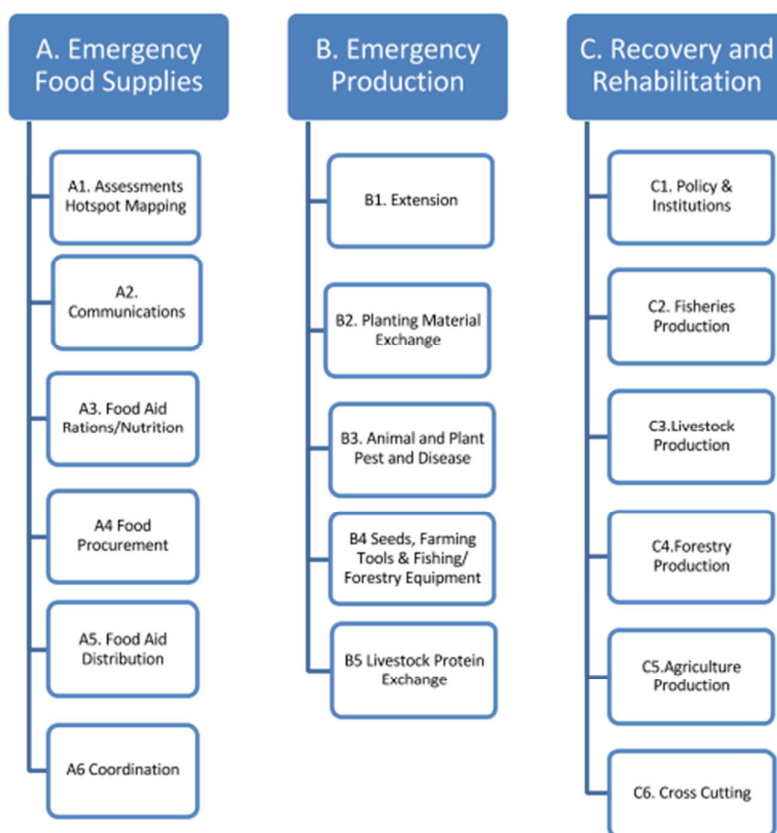 A. Emergency
Food Supplies
A1. Assessments
Hotspot Mapping
A2.
Communications
A3. Food Aid
Rations/Nutrition
A4 Food
Procurement
A5. Food Aid
Distribution
A6 Coordination
B. Emergency
Production
B1. Extension
B2. Planting Material
Exchange
B3. Animal and Plant
Pest and Disease
B4 Seeds, Farming
Tools & Fishing/
Forestry Equipment
B5 Livestock Protein
Exchange
C. Recovery and
Rehabilitation
C1. Policy &
Institutions
C2. Fisheries
Production
C3.Livestock
Production
C4.Forestry
Production
C5.Agriculture
Production
C6. Cross Cutting